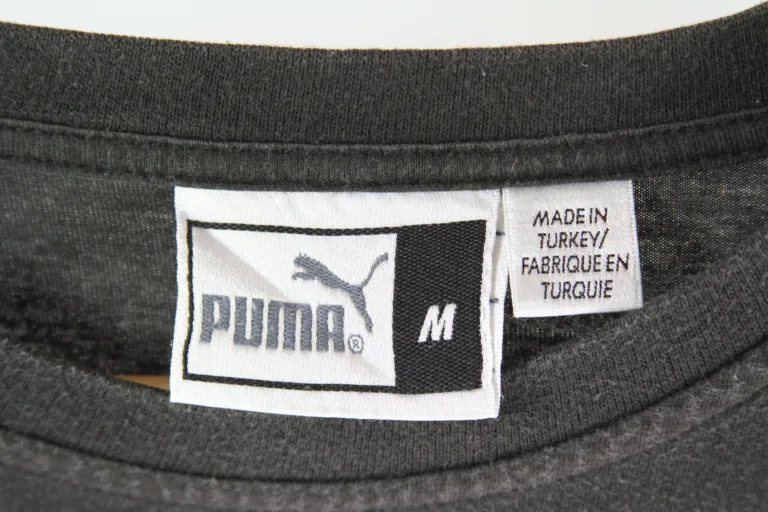 PUMA®
M
MADE IN
TURKEY/
FABRIQUE EN
TURQUIE